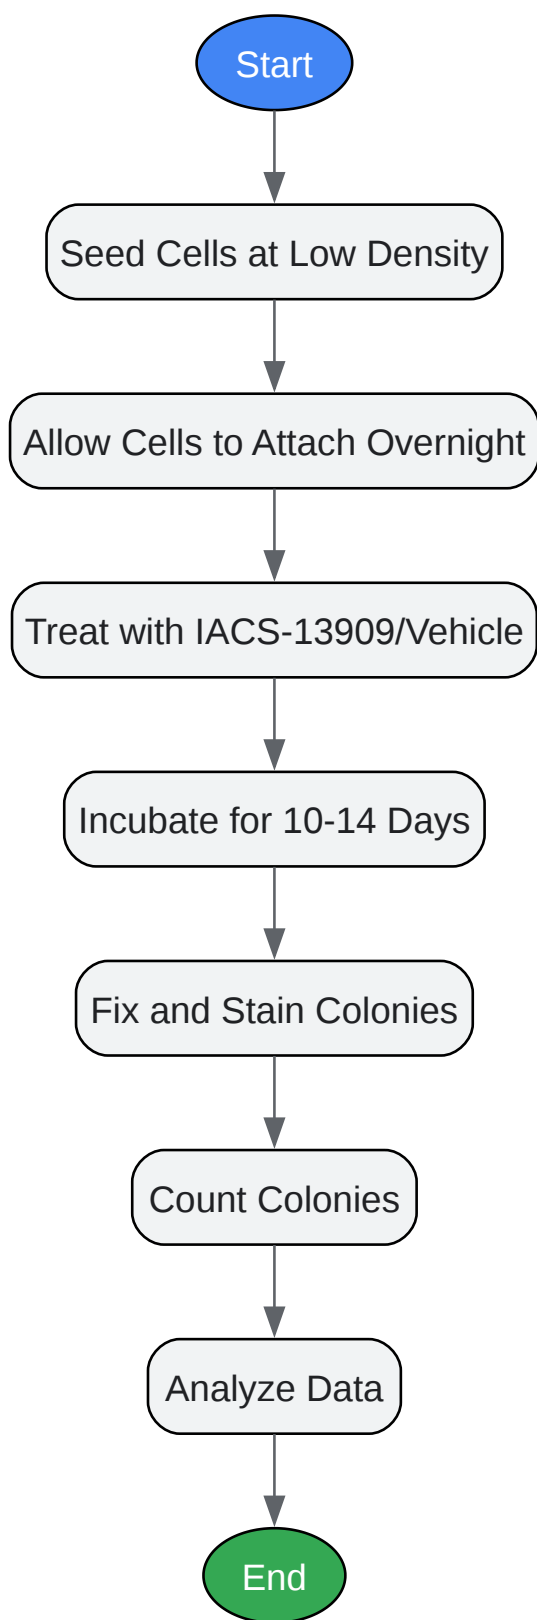 Start
Seed Cells at Low Density
Allow Cells to Attach Overnight
Treat with IACS-13909/Vehicle
Incubate for 10-14 Days
Fix and Stain Colonies
Count Colonies
Analyze Data
End